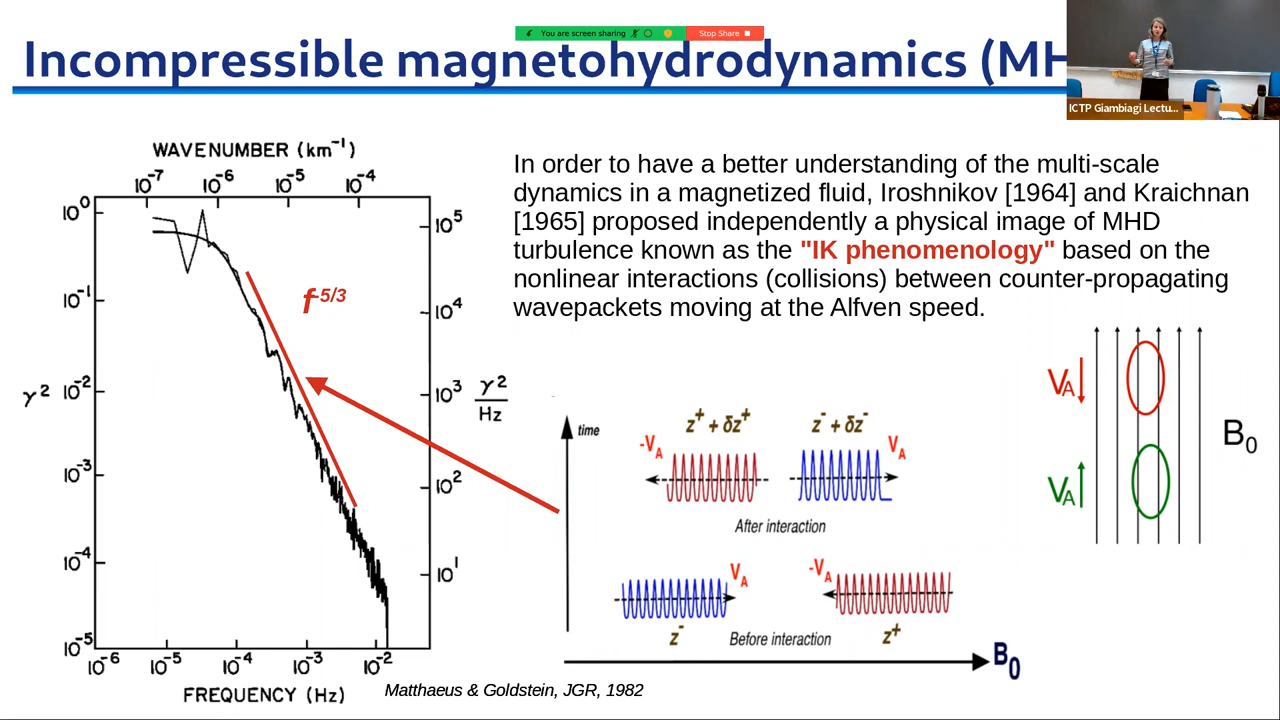 You are screen sharing
Stop Share
Incompressible magnetohydrodynamics (MH
ICTP Giambiagi Lectu...
WAVENUMBER (km⁻¹)
10⁻⁷ 10⁻⁶ 10⁻⁵ 10⁻⁴
10⁰
10⁻¹
10⁻²
10⁻³
10⁻⁴
10⁻⁵
γ²
10⁵
10⁴
10³
10²
10¹
γ²
Hz
f⁻⁵/³
10⁻⁶ 10⁻⁵ 10⁻⁴ 10⁻³ 10⁻²
FREQUENCY (Hz)
Matthaeus & Goldstein, JGR, 1982
In order to have a better understanding of the multi-scale
dynamics in a magnetized fluid, Iroshnikov [1964] and Kraichnan
[1965] proposed independently a physical image of MHD
turbulence known as the "IK phenomenology" based on the
nonlinear interactions (collisions) between counter-propagating
wavepackets moving at the Alfven speed.
time
z⁺ + δz⁺ z⁻ + δz⁻
-V_A V_A
After interaction
V_A -V_A
z⁻ Before interaction z⁺
B₀
V_A
B₀
V_A